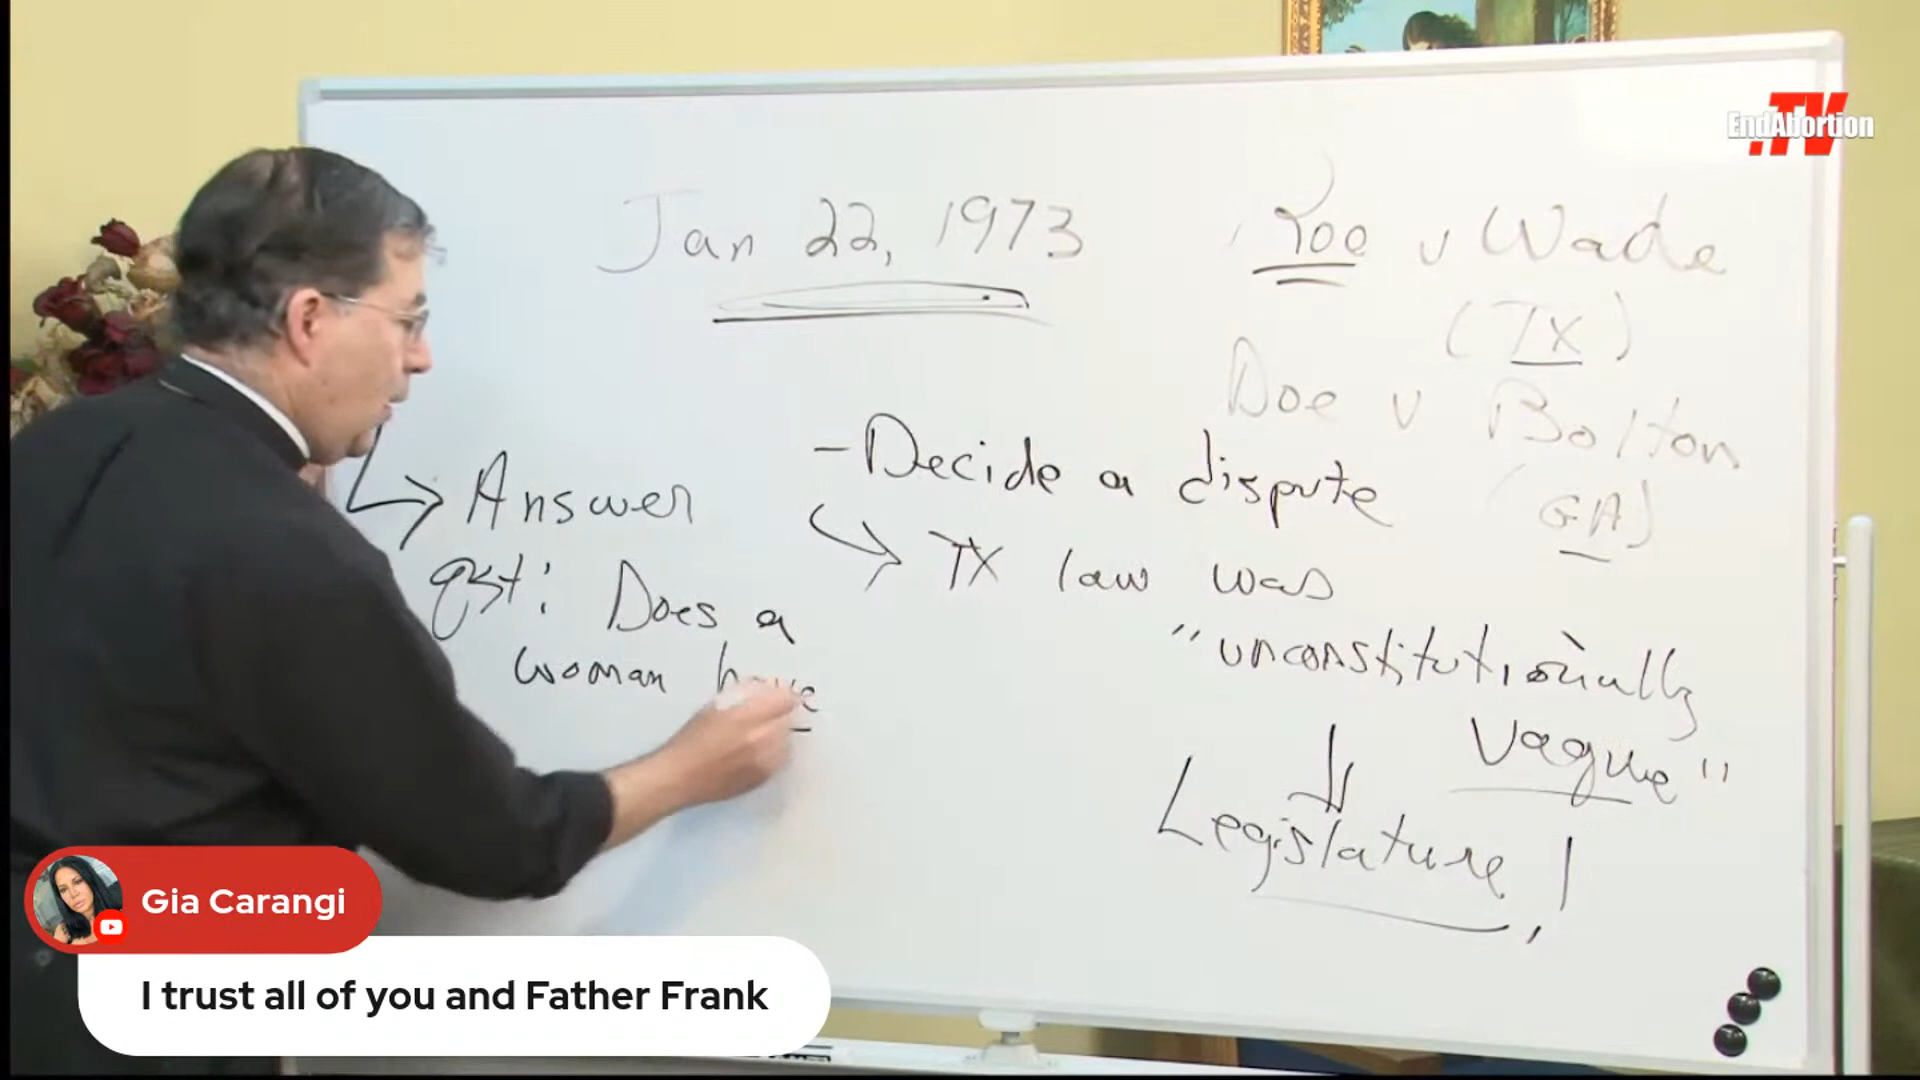 .TV
EndAbortion
Jan 22, 1973
Roe v Wade
(TX)
Doe v Bolton
(GA)
- Decide a dispute
TX law was
"unconstitutionally
Vague"
Legislature!
Answer
qst: Does a
woman have
Gia Carangi
I trust all of you and Father Frank